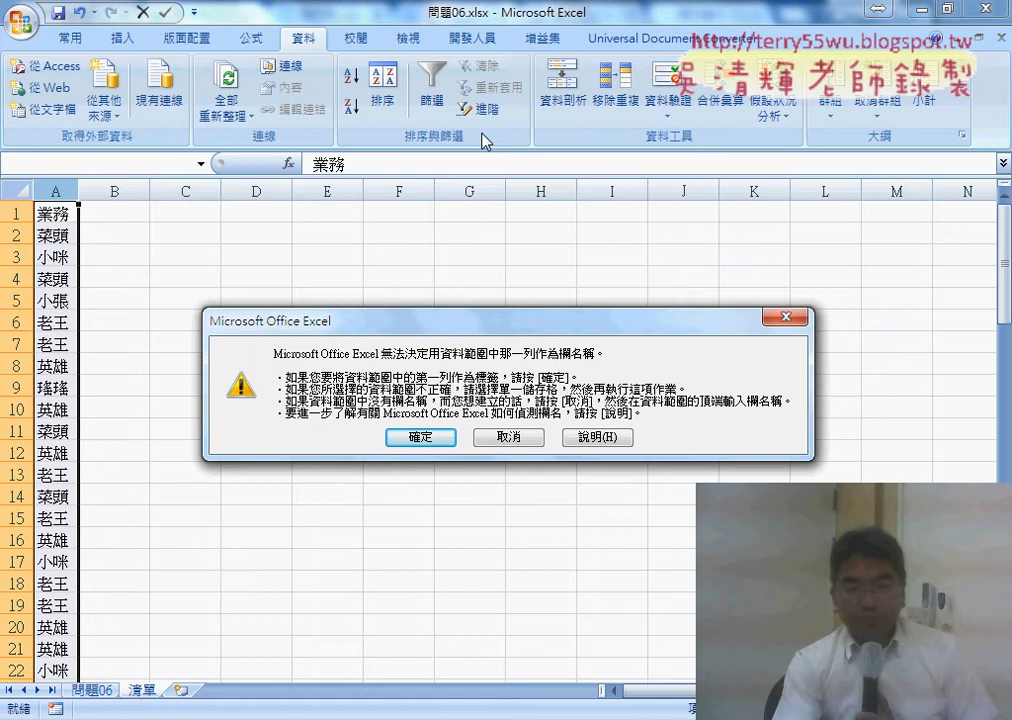 問題06.xlsx - Microsoft Excel
常用 插入 版面配置 公式 資料 校閱 檢視 開發人員 增益集 Universal Document Converter
http://terry55wu.blogspot.tw
吳清輝老師錄製
從 Access
從 Web
從文字檔
從其他
來源
現有連線
全部
重新整理
連線
內容
編輯連結
排序
篩選
清除
重新套用
進階
資料剖析 移除重複 資料驗證 合併彙算 假設狀況
分析
群組 取消群組 小計
取得外部資料 連線 排序與篩選 資料工具 大綱
fx 業務
A B C D E F G H I J K L M N
1 業務
2 菜頭
3 小咪
4 菜頭
5 小張
6 老王
7 老王
8 英雄
9 瑤瑤
10 英雄
11 菜頭
12 英雄
13 老王
14 菜頭
15 老王
16 英雄
17 小咪
18 老王
19 老王
20 英雄
21 英雄
22 小咪
Microsoft Office Excel
Microsoft Office Excel 無法決定用資料範圍中那一列作為欄名稱。
・如果您要將資料範圍中的第一列作為標籤，請按 [確定]。
・如果您所選擇的資料範圍不正確，請選擇單一儲存格，然後再執行這項作業。
・如果資料範圍中沒有欄名稱，而您想建立的話，請按 [取消]，然後在資料範圍的頂端輸入欄名稱。
・要進一步了解有關 Microsoft Office Excel 如何偵測欄名，請按 [說明]。
確定 取消 說明(H)
問題06 清單
就緒